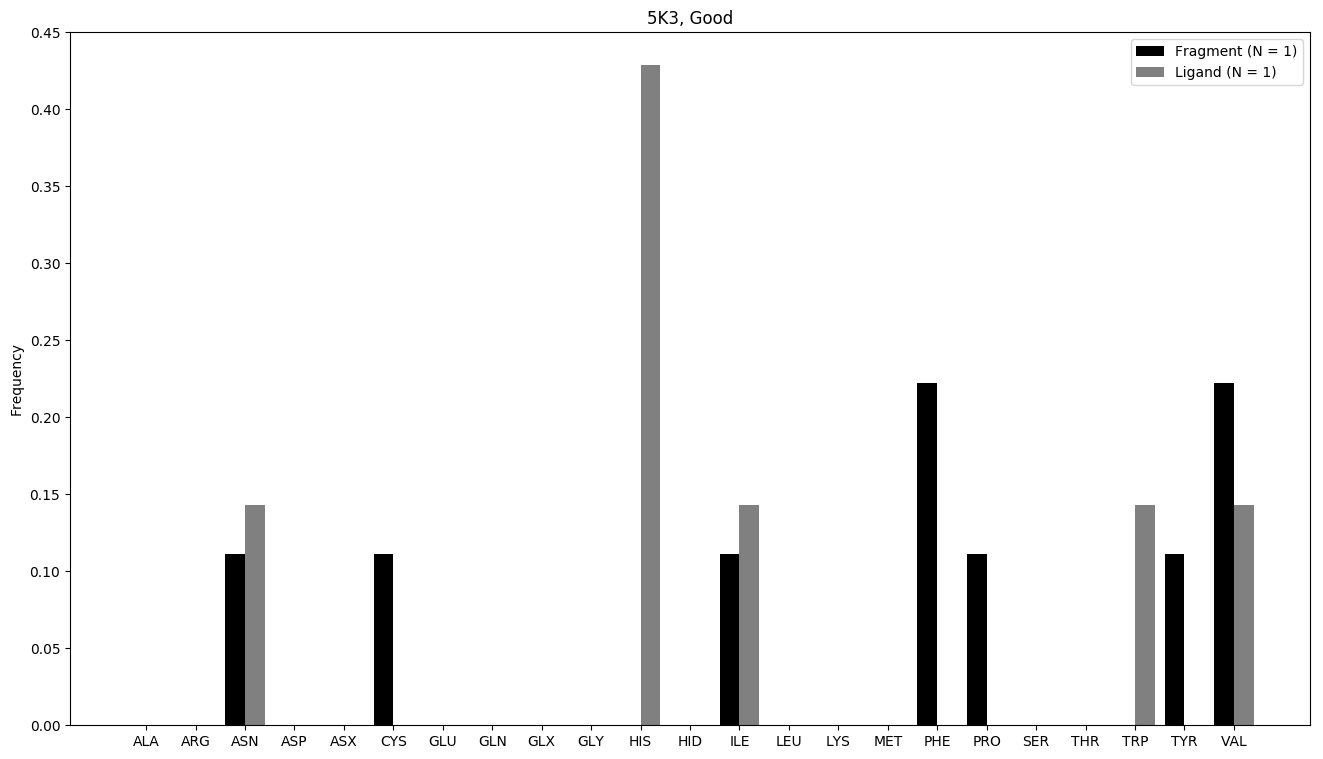 5K3, Good
Fragment (N = 1)
Ligand (N = 1)
Frequency
0.45
0.40
0.35
0.30
0.25
0.20
0.15
0.10
0.05
0.00
ALA ARG ASN ASP ASX CYS GLU GLN GLX GLY HIS HID ILE LEU LYS MET PHE PRO SER THR TRP TYR VAL